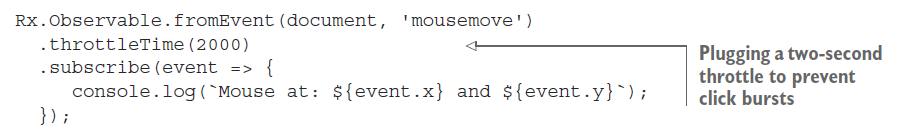 Rx.Observable.fromEvent(document, 'mousemove')
.throttleTime(2000)
.subscribe(event => {
console.log(`Mouse at: ${event.x} and ${event.y}`);
});
Plugging a two-second
throttle to prevent
click bursts